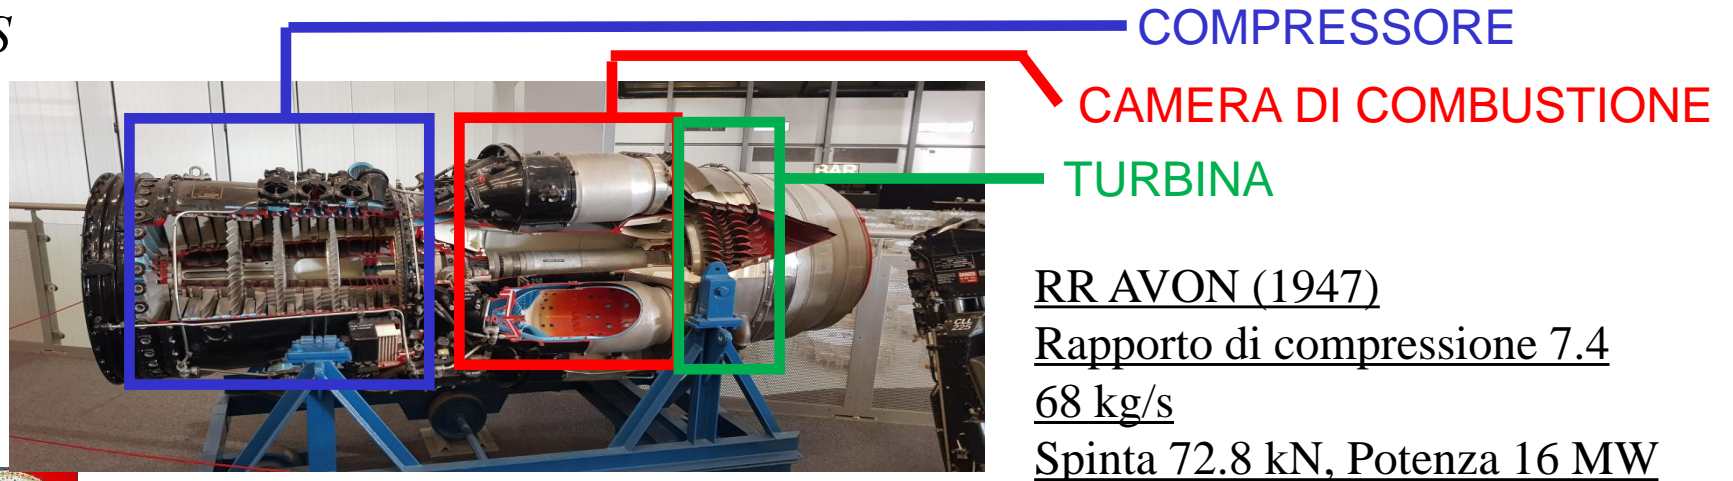 S
COMPRESSORE
CAMERA DI COMBUSTIONE
TURBINA
RR AVON (1947)
Rapporto di compressione 7.4
68 kg/s
Spinta 72.8 kN, Potenza 16 MW